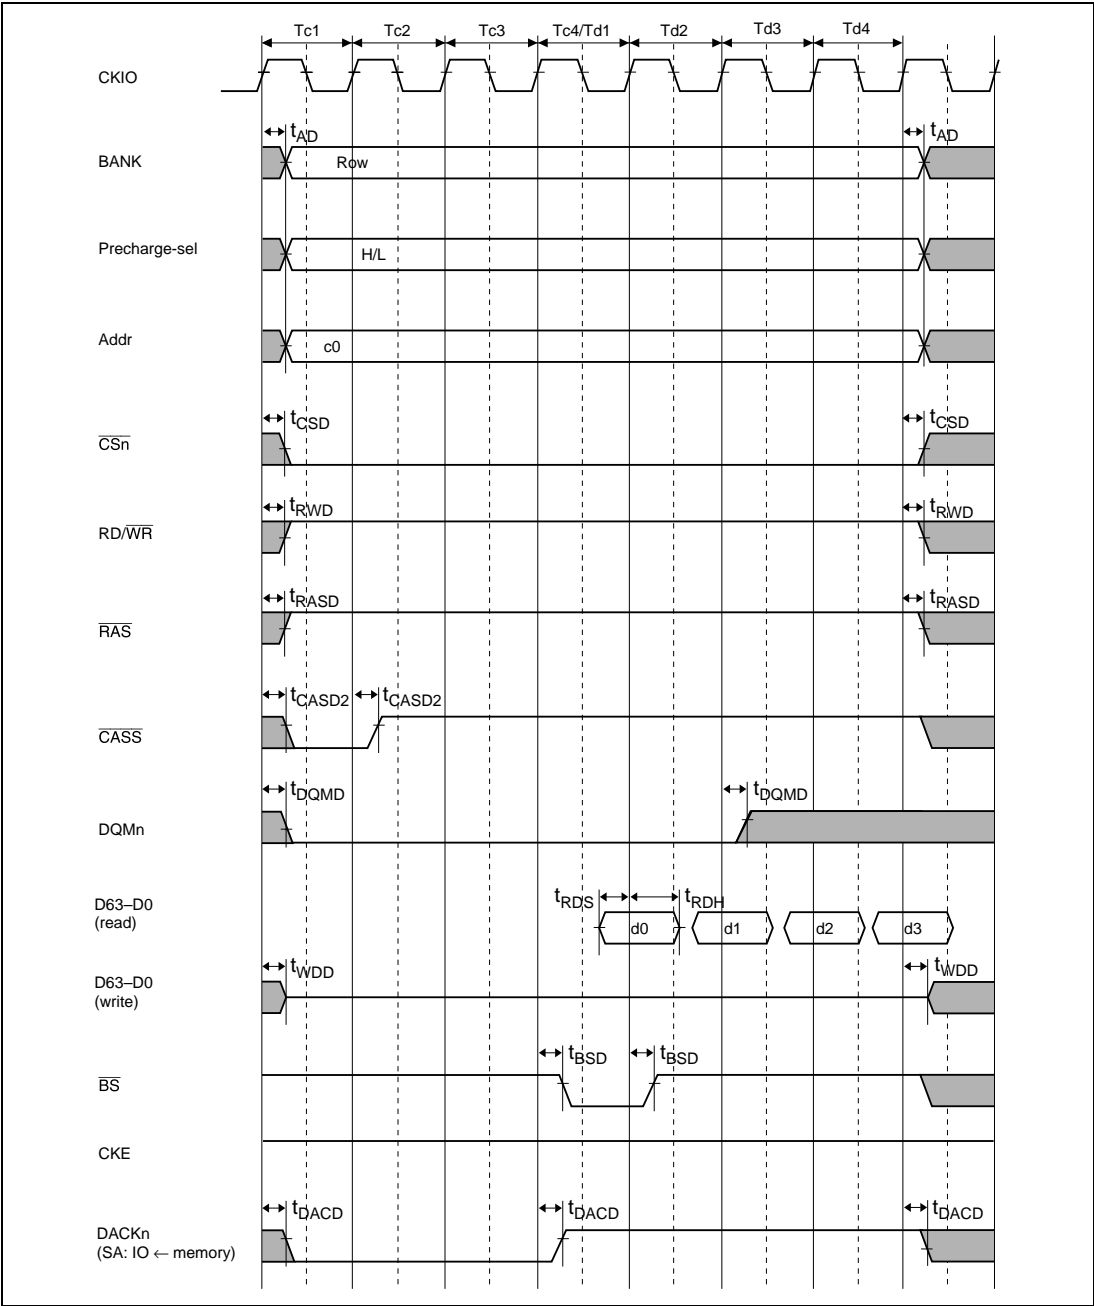 Tc1 Tc2 Tc3 Tc4/Td1 Td2 Td3 Td4
CKIO
tAD tAD
BANK Row
Precharge-sel H/L
Addr c0
tCSD tCSD
CSn
tRWD tRWD
RD/WR
tRASD tRASD
RAS
tCASD2 tCASD2
CASS
tDQMD tDQMD
DQMn
D63–D0 tRDS tRDH
(read) d0 d1 d2 d3
tWDD tWDD
D63–D0
(write)
tBSD tBSD
BS
CKE
tDACD tDACD tDACD
DACKn
(SA: IO ← memory)